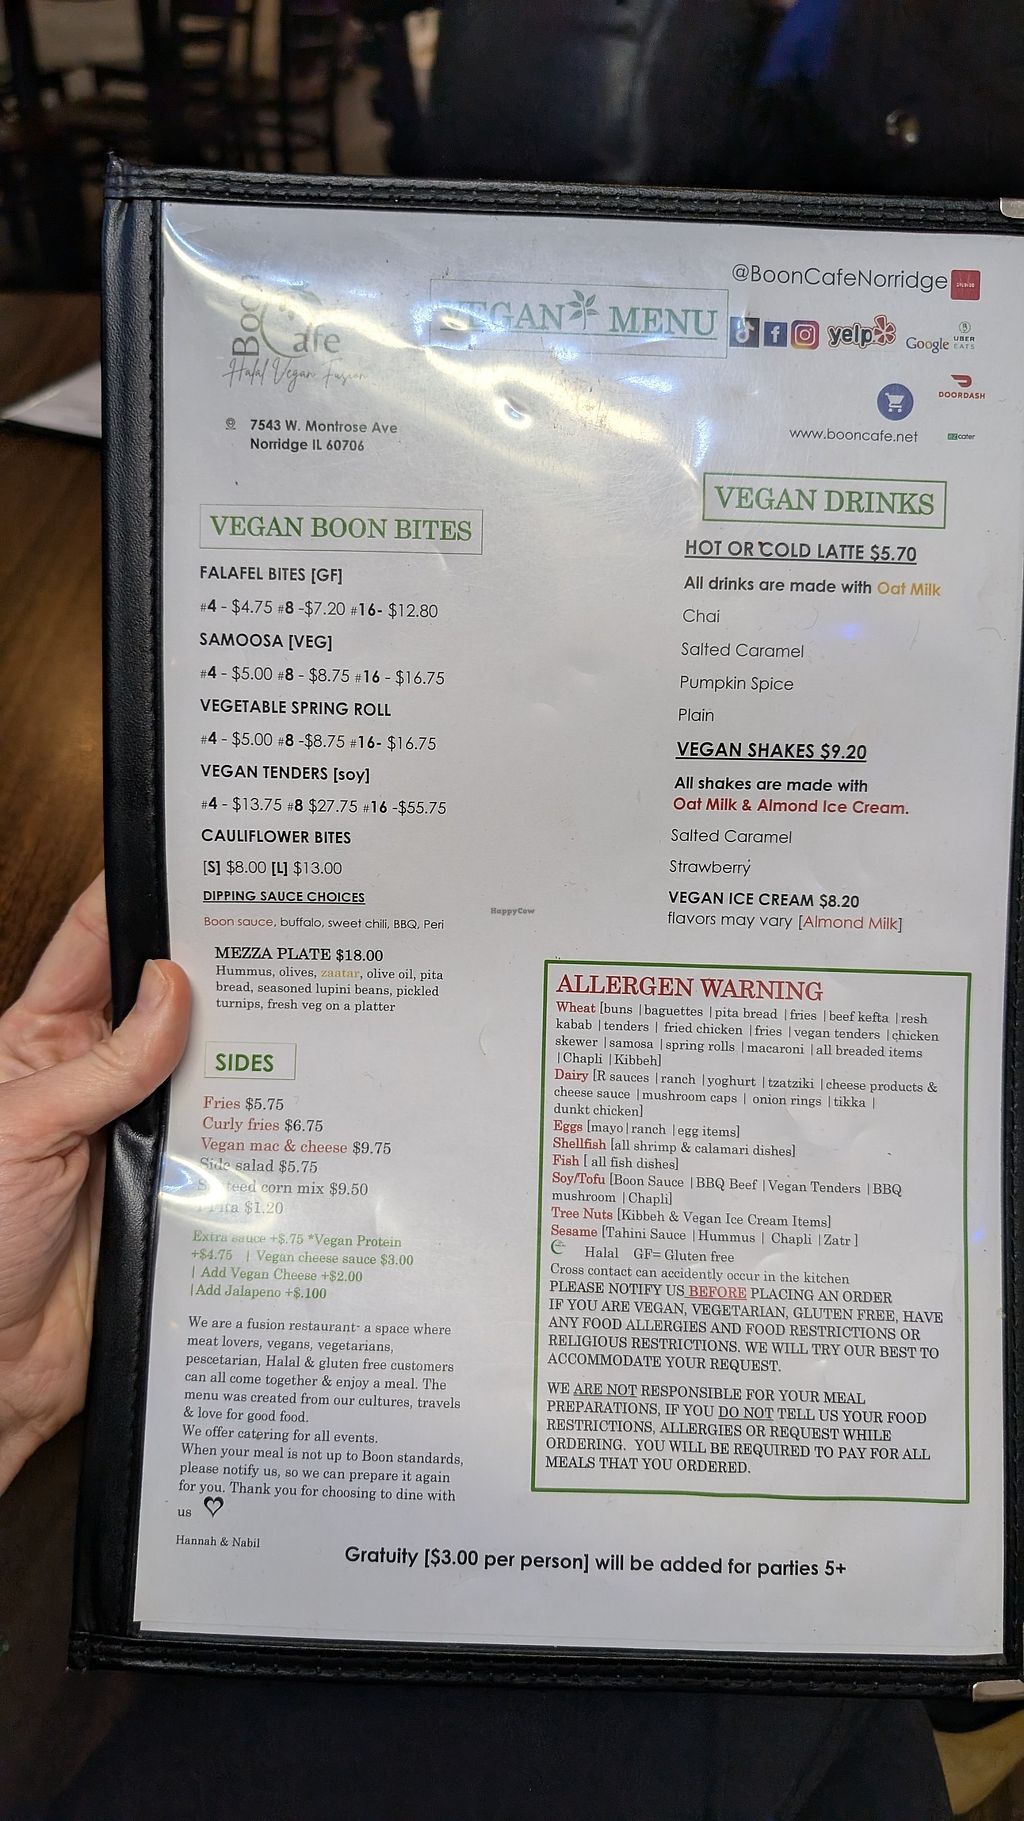 Boon
Cafe
Halal Vegan Fusion
7543 W. Montrose Ave
Norridge IL 60706
VEGAN MENU
@BoonCafeNorridge
yelp
Google
UBER
EATS
DOORDASH
www.booncafe.net
ezcater
VEGAN BOON BITES
FALAFEL BITES [GF]
#4 - $4.75 #8 -$7.20 #16- $12.80
SAMOOSA [VEG]
#4 - $5.00 #8 - $8.75 #16 - $16.75
VEGETABLE SPRING ROLL
#4 - $5.00 #8 -$8.75 #16- $16.75
VEGAN TENDERS [soy]
#4 - $13.75 #8 $27.75 #16 -$55.75
CAULIFLOWER BITES
[S] $8.00 [L] $13.00
DIPPING SAUCE CHOICES
Boon sauce, buffalo, sweet chili, BBQ, Peri
MEZZA PLATE $18.00
Hummus, olives, zaatar, olive oil, pita
bread, seasoned lupini beans, pickled
turnips, fresh veg on a platter
SIDES
Fries $5.75
Curly fries $6.75
Vegan mac & cheese $9.75
Side salad $5.75
corn mix $9.50
$1.20
Extra sauce +$.75 *Vegan Protein
+$4.75 | Vegan cheese sauce $3.00
| Add Vegan Cheese +$2.00
|Add Jalapeno +$.100
We are a fusion restaurant- a space where
meat lovers, vegans, vegetarians,
pescetarian, Halal & gluten free customers
can all come together & enjoy a meal. The
menu was created from our cultures, travels
& love for good food.
We offer catering for all events.
When your meal is not up to Boon standards,
please notify us, so we can prepare it again
for you. Thank you for choosing to dine with
us
Hannah & Nabil
VEGAN DRINKS
HOT OR COLD LATTE $5.70
All drinks are made with Oat Milk
Chai
Salted Caramel
Pumpkin Spice
Plain
VEGAN SHAKES $9.20
All shakes are made with
Oat Milk & Almond Ice Cream.
Salted Caramel
Strawberry
VEGAN ICE CREAM $8.20
flavors may vary [Almond Milk]
HappyCow
ALLERGEN WARNING
Wheat [buns |baguettes |pita bread |fries |beef kefta |resh
kabab |tenders | fried chicken |fries |vegan tenders |chicken
skewer |samosa |spring rolls |macaroni |all breaded items
|Chapli |Kibbeh]
Dairy [R sauces |ranch |yoghurt |tzatziki |cheese products &
cheese sauce |mushroom caps | onion rings |tikka |
dunkt chicken]
Eggs [mayo|ranch |egg items]
Shellfish [all shrimp & calamari dishes]
Fish [ all fish dishes]
Soy/Tofu [Boon Sauce |BBQ Beef |Vegan Tenders |BBQ
mushroom |Chapli]
Tree Nuts [Kibbeh & Vegan Ice Cream Items]
Sesame [Tahini Sauce |Hummus | Chapli |Zatr ]
Halal GF= Gluten free
Cross contact can accidently occur in the kitchen
PLEASE NOTIFY US BEFORE PLACING AN ORDER
IF YOU ARE VEGAN, VEGETARIAN, GLUTEN FREE, HAVE
ANY FOOD ALLERGIES AND FOOD RESTRICTIONS OR
RELIGIOUS RESTRICTIONS. WE WILL TRY OUR BEST TO
ACCOMMODATE YOUR REQUEST.
WE ARE NOT RESPONSIBLE FOR YOUR MEAL
PREPARATIONS, IF YOU DO NOT TELL US YOUR FOOD
RESTRICTIONS, ALLERGIES OR REQUEST WHILE
ORDERING. YOU WILL BE REQUIRED TO PAY FOR ALL
MEALS THAT YOU ORDERED.
Gratuity [$3.00 per person] will be added for parties 5+